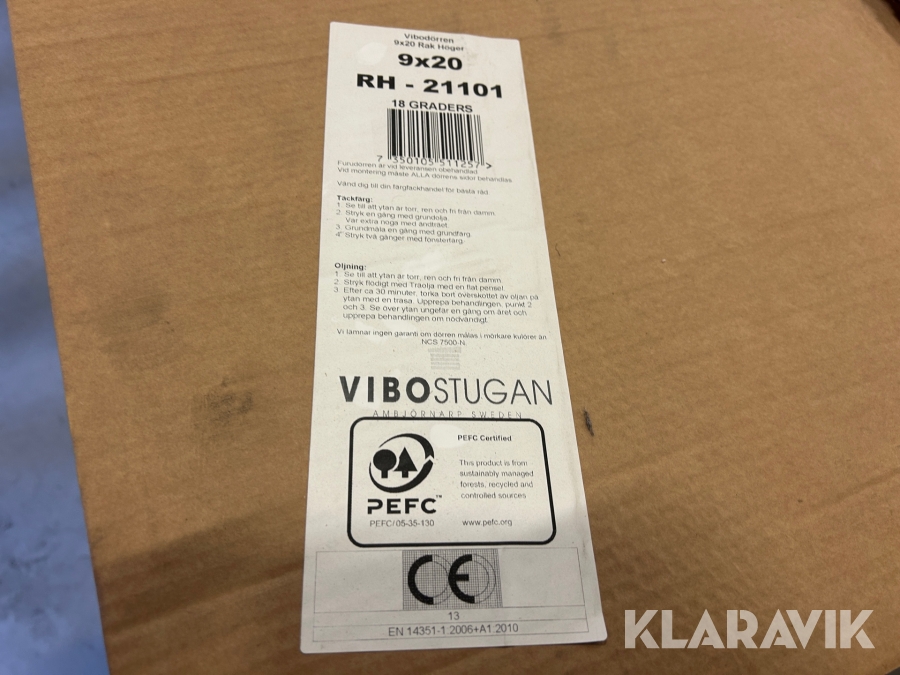 Vibodörren
9x20 Rak Höger
9x20
RH - 21101
18 GRADERS
7 350105 511257 >
Furudörren är vid leveransen obehandlad
Vid montering måste ALLA dörrens sidor behandlas
Vänd dig till din färgfackhandel för bästa råd
Täckfärg:
1. Se till att ytan är torr, ren och fri från damm.
2. Stryk en gång med grundolja.
Var extra noga med ändträet.
3. Grundmåla en gång med grundfärg.
4" Stryk två gånger med fönsterfärg.
Oljning:
1. Se till att ytan är torr, ren och fri från damm
2. Stryk flödigt med Träolja med en flat pensel
3. Efter ca 30 minuter, torka bort överskottet av oljan på
ytan med en trasa. Upprepa behandlingen, punkt 2
och 3. Se över ytan ungefär en gång om året och
upprepa behandlingen om nödvändigt.
Vi lämnar ingen garanti om dörren målas i mörkare kulörer än
NCS 7500-N.
VIBOSTUGAN
AMBJÖRNARP SWEDEN
PEFC Certified
This product is from
sustainably managed
forests, recycled and
controlled sources
PEFC™
PEFC/05-35-130
www.pefc.org
CE
13
EN 14351-1:2006+A1:2010
KLARAVIK